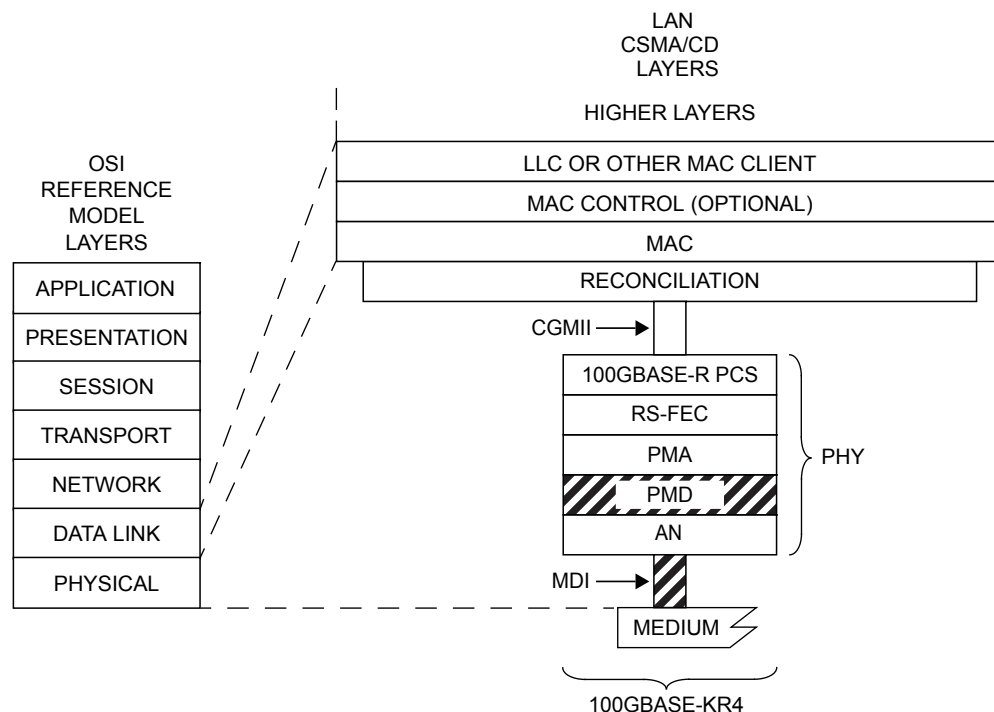 LAN
CSMA/CD
LAYERS
HIGHER LAYERS
LLC OR OTHER MAC CLIENT
MAC CONTROL (OPTIONAL)
MAC
RECONCILIATION
OSI
REFERENCE
MODEL
LAYERS
APPLICATION
PRESENTATION
SESSION
TRANSPORT
NETWORK
DATA LINK
PHYSICAL
CGMII
100GBASE-R PCS
RS-FEC
PMA
PMD
AN
PHY
MDI
MEDIUM
100GBASE-KR4